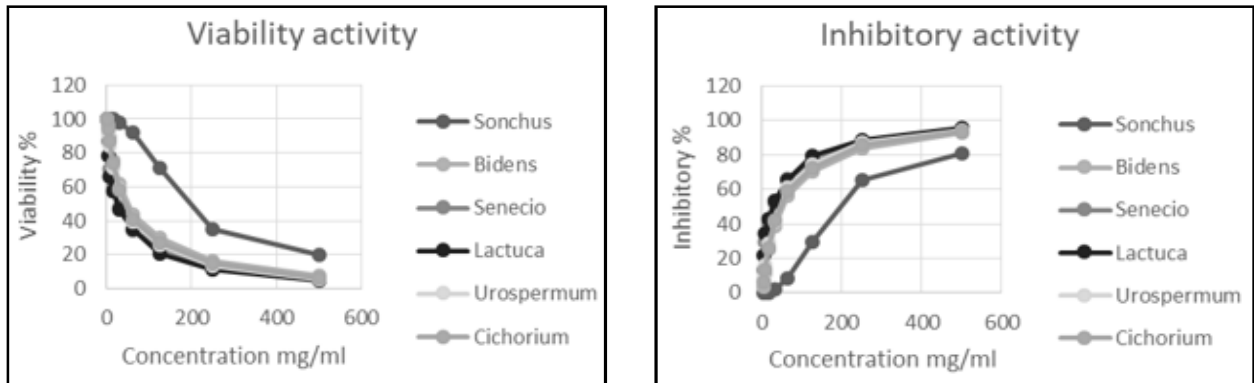 Viability activity
120
100
80
60
40
20
0
Viability %
0 200 400 600
Concentration mg/ml
Sonchus
Bidens
Senecio
Lactuca
Urospermum
Cichorium
Inhibitory activity
120
100
80
60
40
20
0
Inhibitory %
0 200 400 600
Concentration mg/ml
Sonchus
Bidens
Senecio
Lactuca
Urospermum
Cichorium